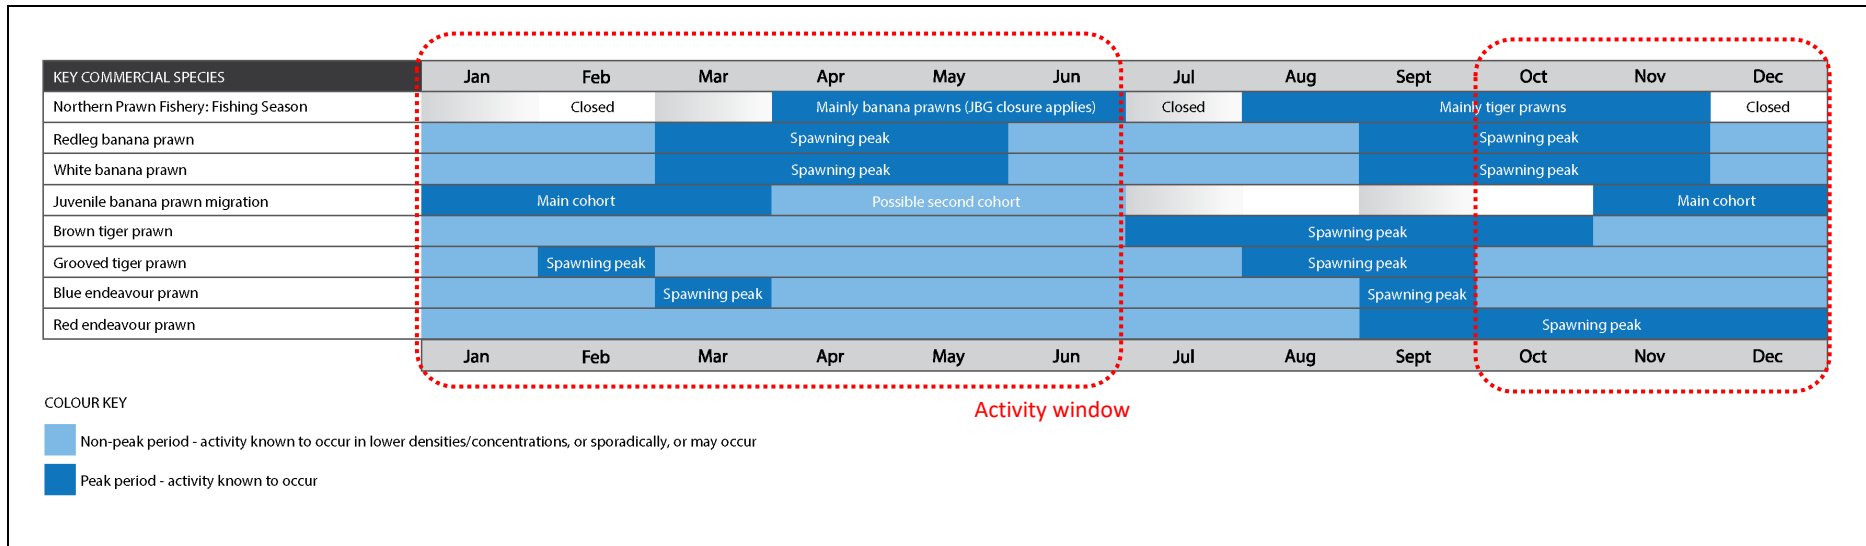 KEY COMMERCIAL SPECIES Jan Feb Mar Apr May Jun Jul Aug Sept Oct Nov Dec
Northern Prawn Fishery: Fishing Season Closed Mainly banana prawns (JBG closure applies) Closed Mainly tiger prawns Closed
Redleg banana prawn Spawning peak Spawning peak
White banana prawn Spawning peak Spawning peak
Juvenile banana prawn migration Main cohort Possible second cohort Main cohort
Brown tiger prawn Spawning peak
Grooved tiger prawn Spawning peak Spawning peak
Blue endeavour prawn Spawning peak Spawning peak
Red endeavour prawn Spawning peak
Jan Feb Mar Apr May Jun Jul Aug Sept Oct Nov Dec
Activity window
COLOUR KEY
Non-peak period - activity known to occur in lower densities/concentrations, or sporadically, or may occur
Peak period - activity known to occur